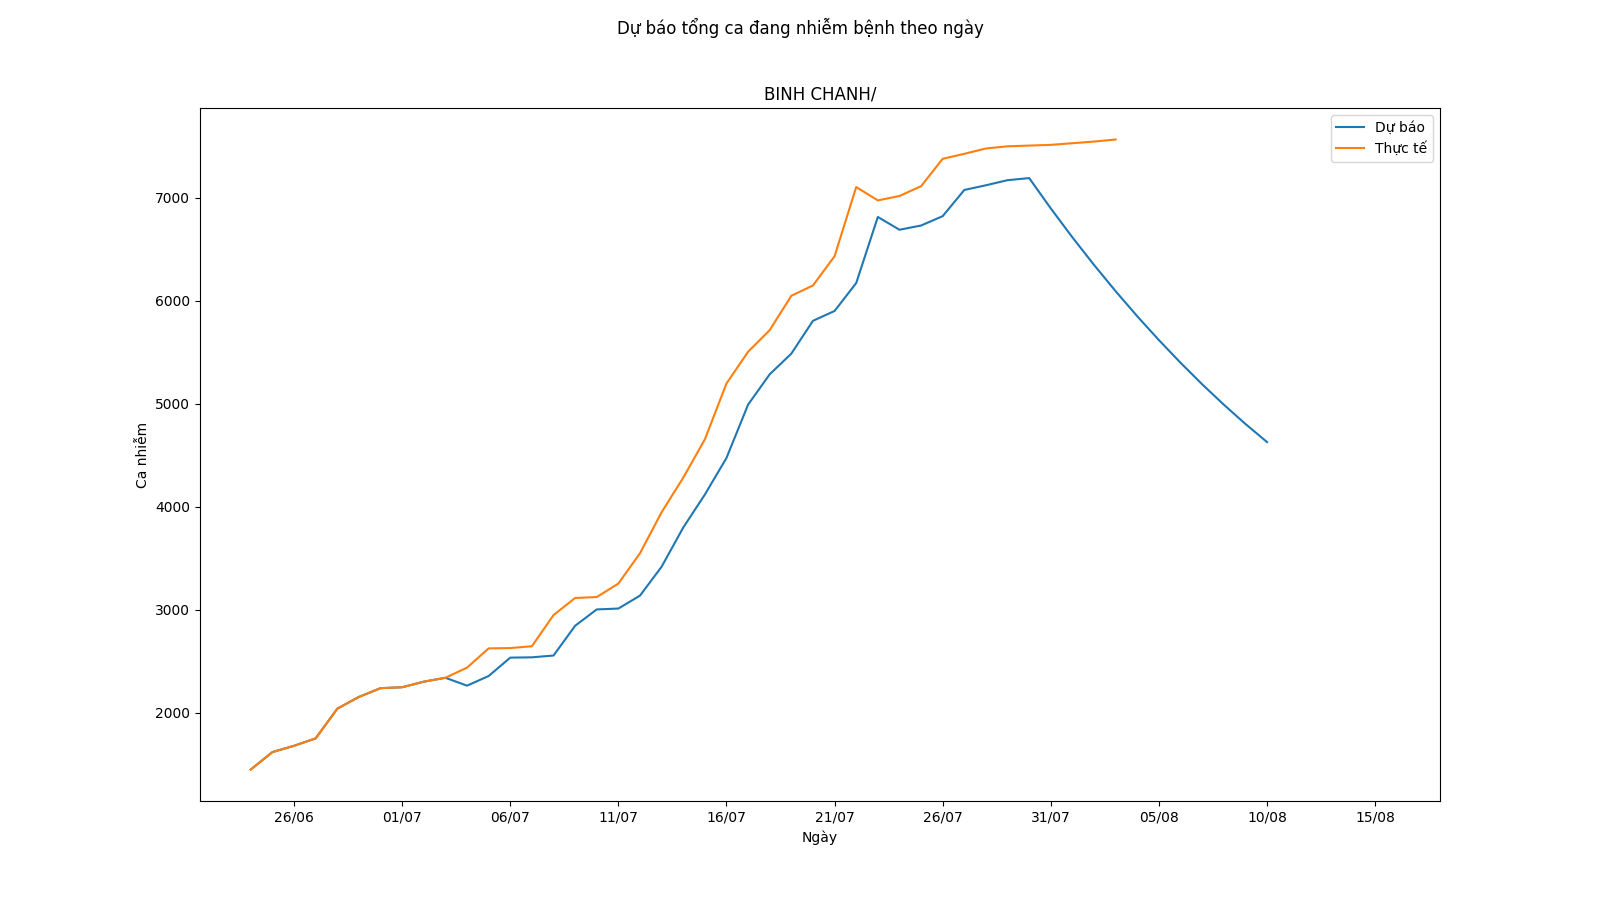 Dự báo tổng ca đang nhiễm bệnh theo ngày
BINH CHANH/
Dự báo
Thực tế
7000
6000
5000
4000
3000
2000
Ca nhiễm
26/06 01/07 06/07 11/07 16/07 21/07 26/07 31/07 05/08 10/08 15/08
Ngày